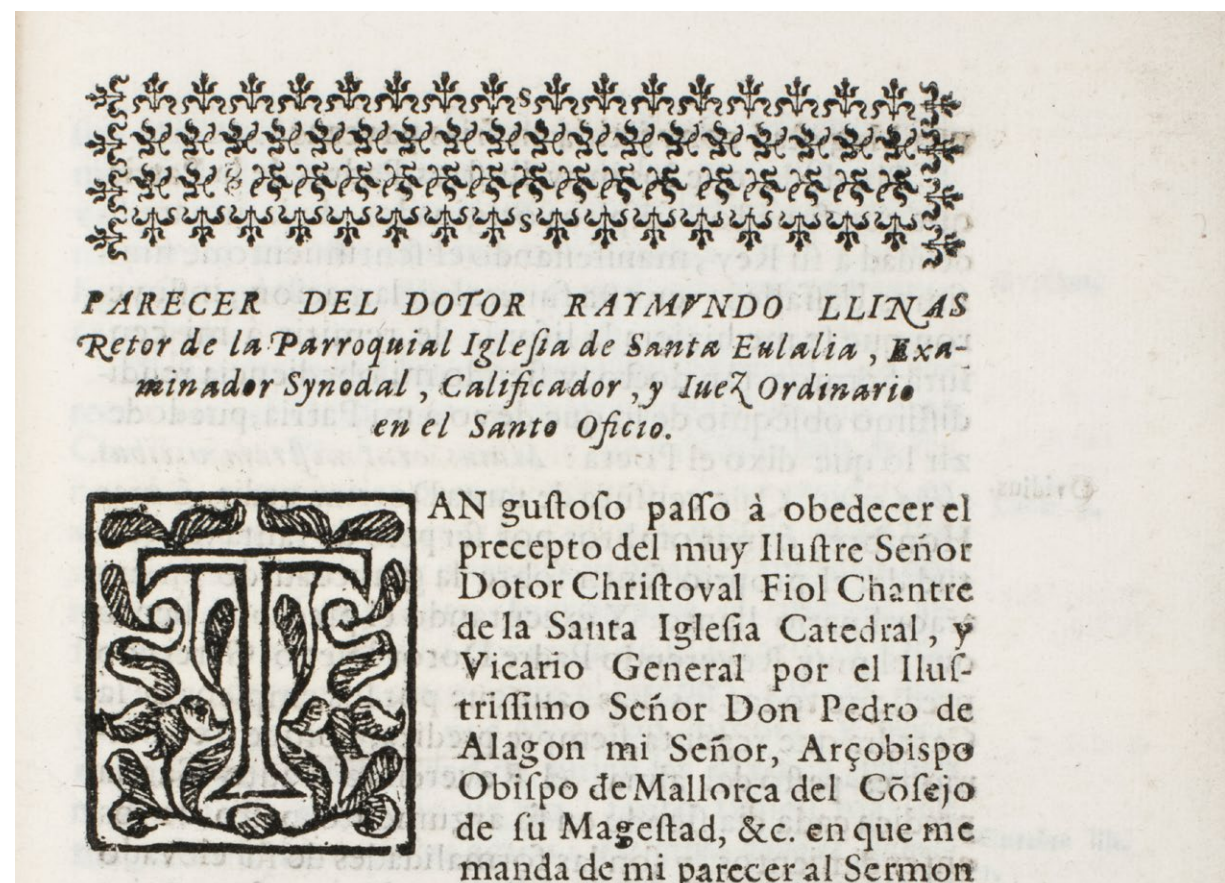 PARECER DEL DOTOR RAYMVNDO LLINAS
Retor de la Parroquial Iglesia de Santa Eulalia, Exa-
minador Synodal, Calificador, y Iuez Ordinario
en el Santo Oficio.
TAN gustoso passo à obedecer el
precepto del muy Ilustre Señor
Dotor Christoval Fiol Chantre
de la Santa Iglesia Catedral, y
Vicario General por el Ilus-
trissimo Señor Don Pedro de
Alagon mi Señor, Arçobispo
Obispo de Mallorca del Cõsejo
de su Magestad, &c. en que me
manda de mi parecer al Sermon